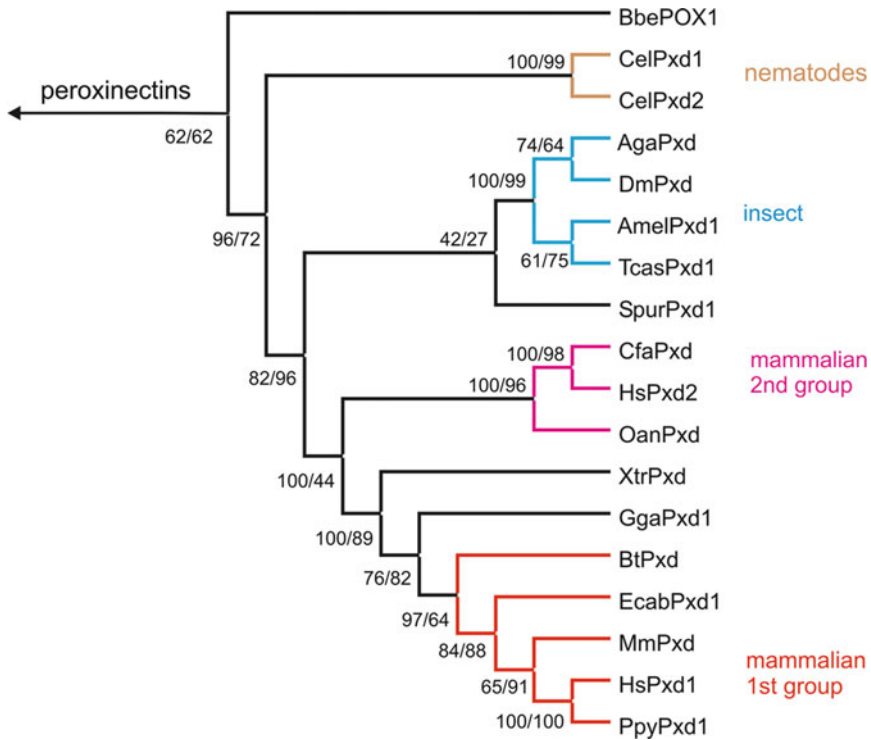 BbePOX1
100/99
CelPxd1
nematodes
peroxinectins
CelPxd2
62/62
74/64
AgaPxd
100/99
DmPxd
insect
96/72
42/27
AmelPxd1
61/75
TcasPxd1
SpurPxd1
100/98
CfaPxd
mammalian
2nd group
82/96
100/96
HsPxd2
OanPxd
100/44
XtrPxd
100/89
GgaPxd1
76/82
BtPxd
97/64
EcabPxd1
84/88
MmPxd
mammalian
1st group
65/91
HsPxd1
100/100
PpyPxd1